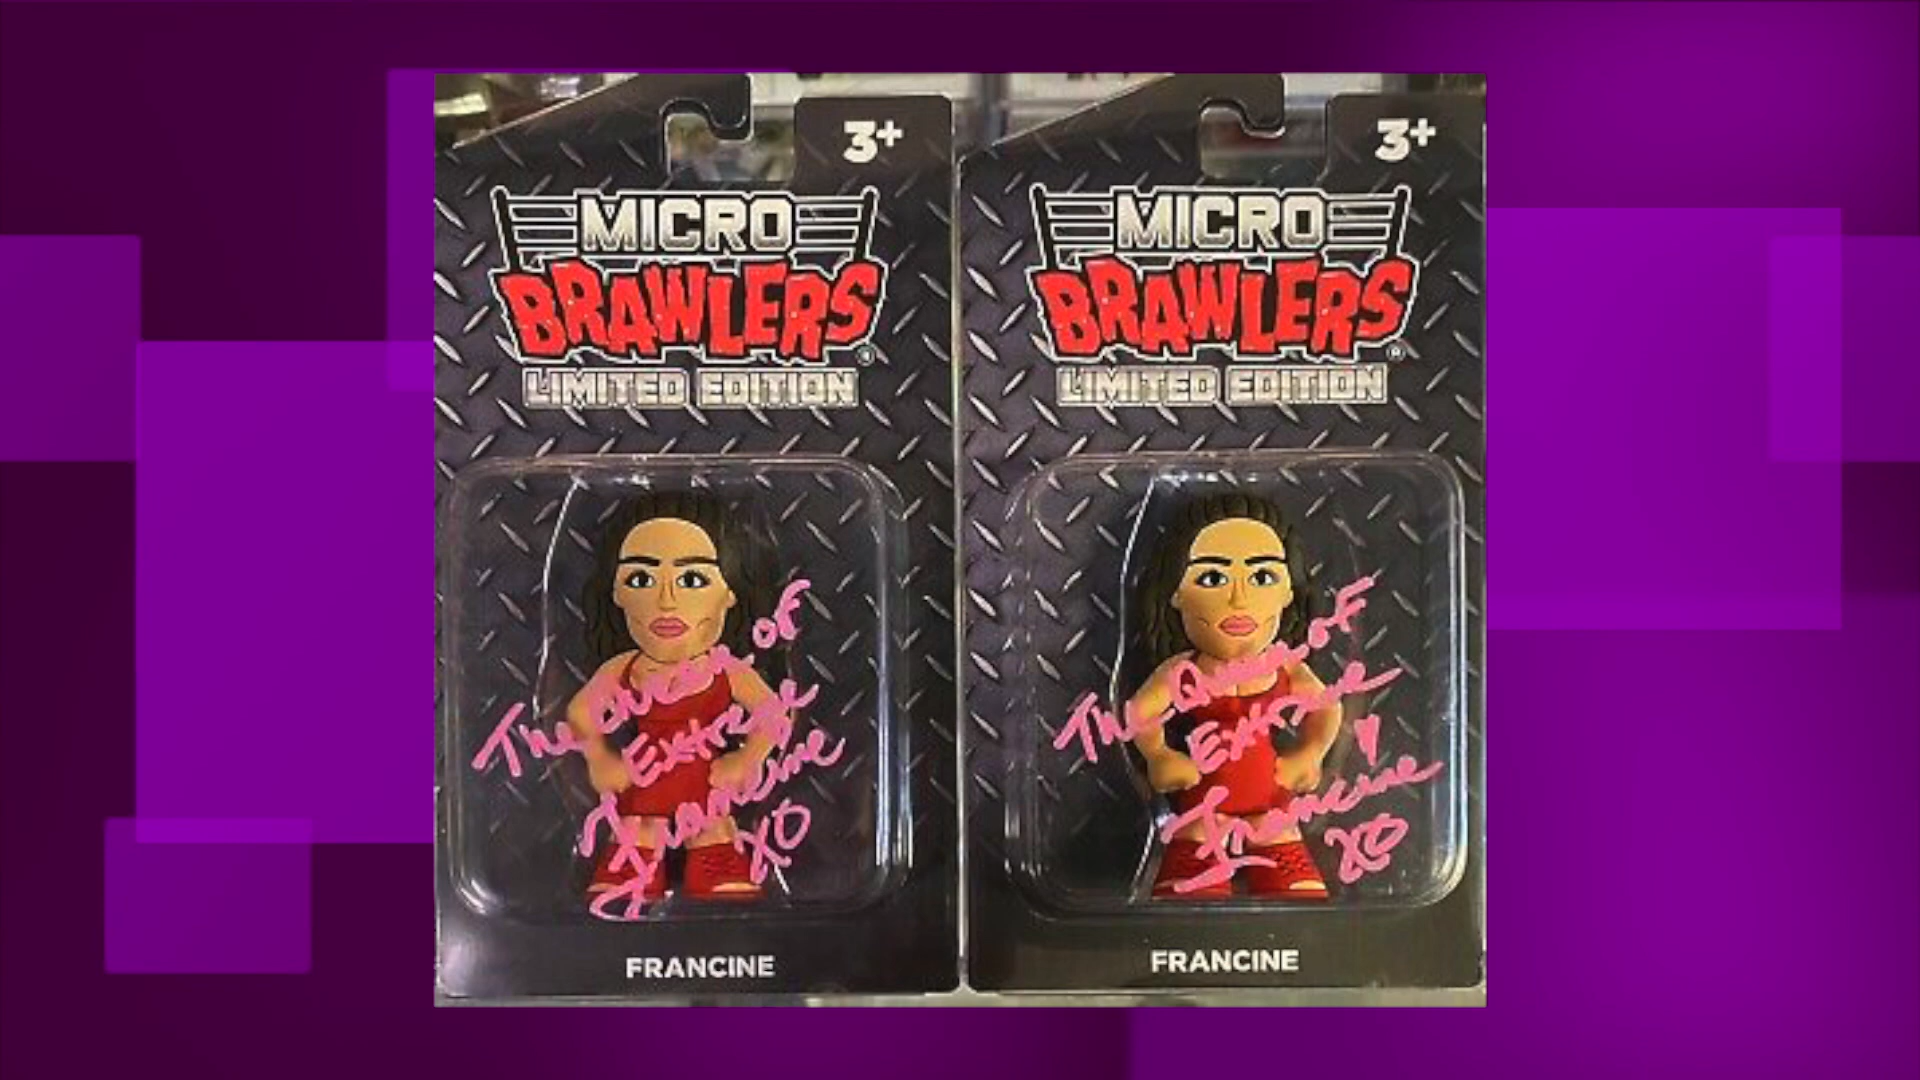 3+
MICRO
BRAWLERS®
LIMITED EDITION
The Queen of
Extreme
Francine
XO
FRANCINE
3+
MICRO
BRAWLERS®
LIMITED EDITION
The Queen of
Extreme
Francine
XO
FRANCINE